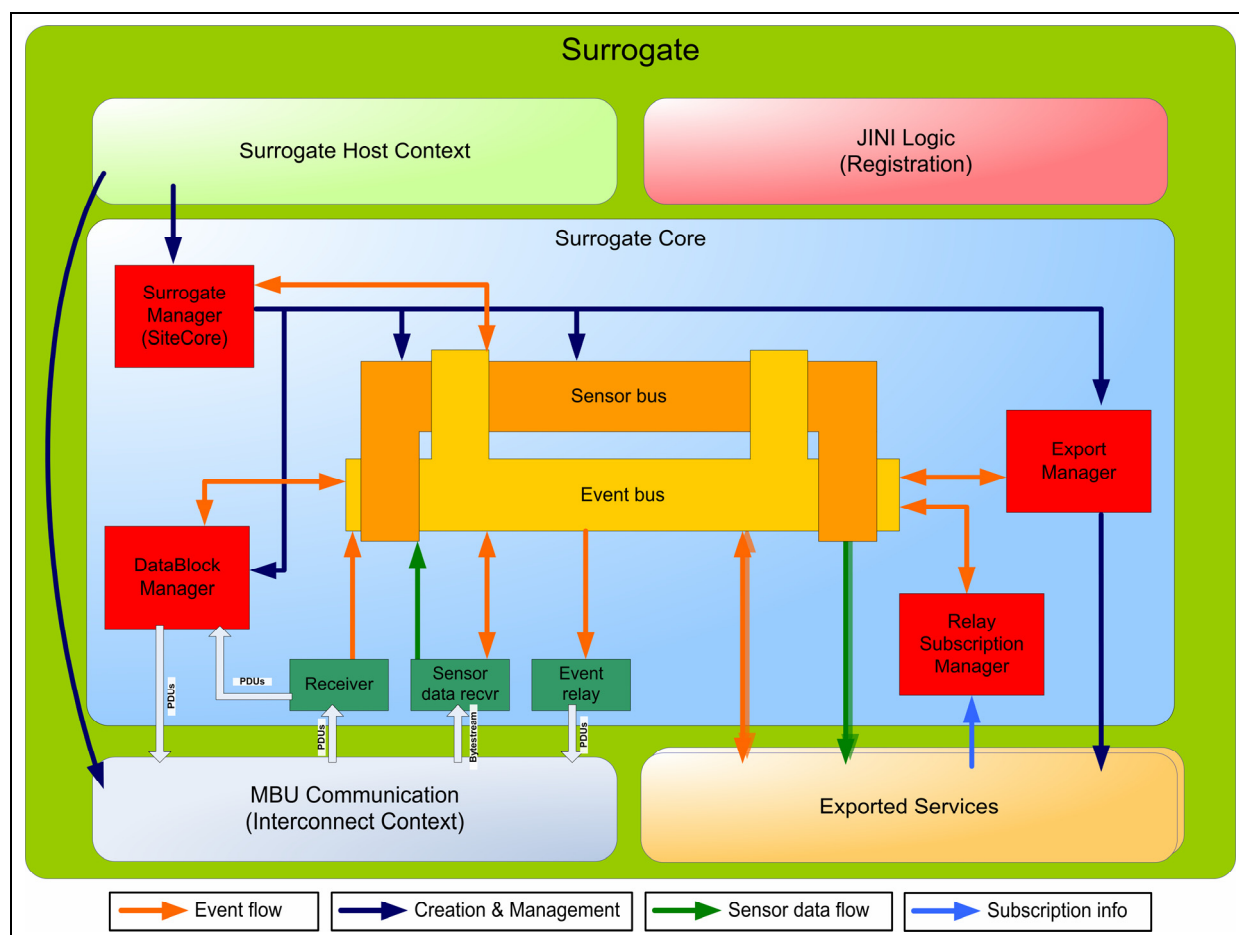 Surrogate
Surrogate Host Context
JINI Logic
(Registration)
Surrogate Core
Surrogate
Manager
(SiteCore)
Sensor bus
Export
Manager
Event bus
DataBlock
Manager
Relay
Subscription
Manager
Receiver
Sensor
data recvr
Event
relay
PDUs
PDUs
PDUs
Bytestream
PDUs
MBU Communication
(Interconnect Context)
Exported Services
Event flow
Creation & Management
Sensor data flow
Subscription info